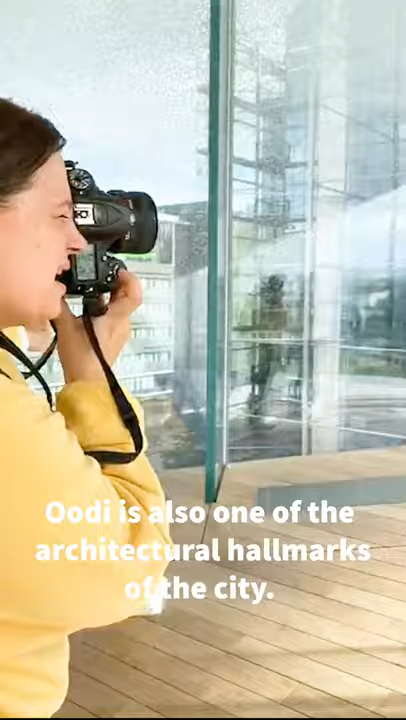 Oodi is also one of the
architectural hallmarks
of the city.